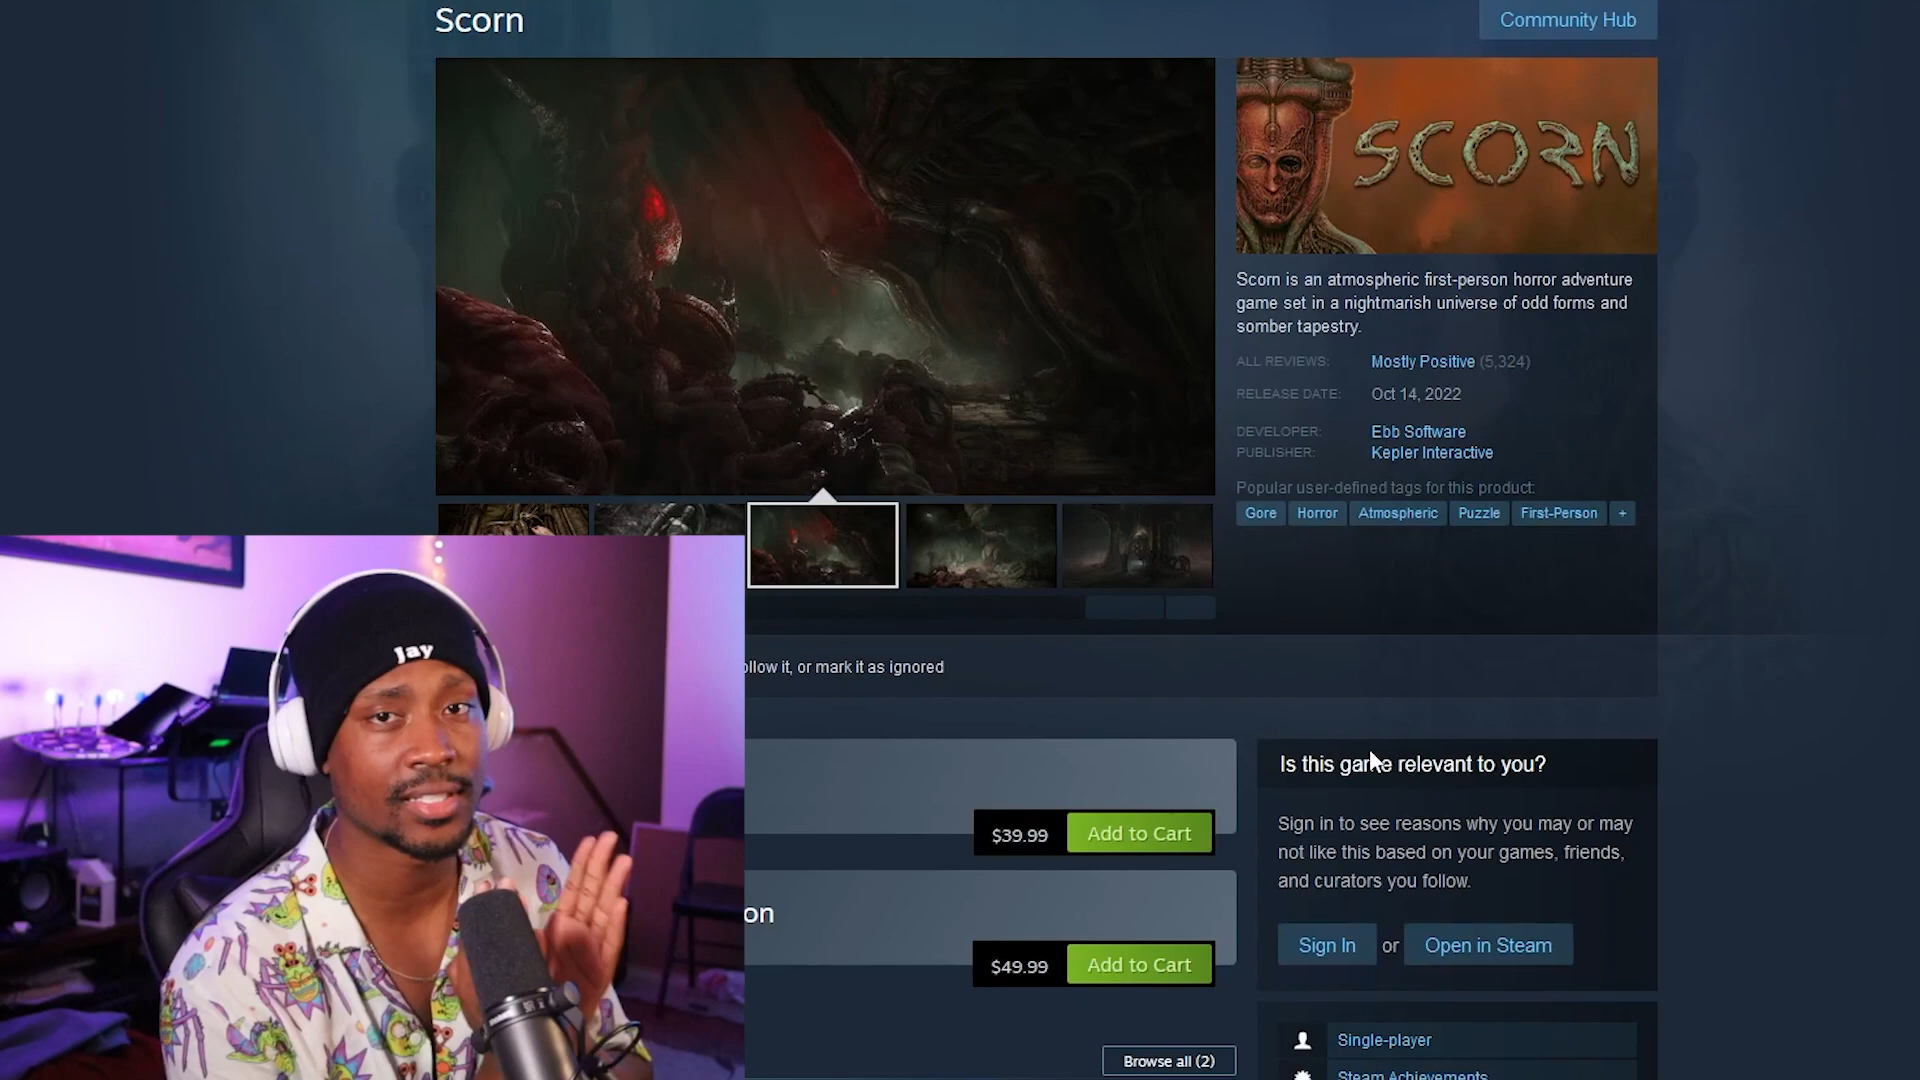 Scorn
Community Hub
SCORN
Scorn is an atmospheric first-person horror adventure
game set in a nightmarish universe of odd forms and
somber tapestry.
ALL REVIEWS: Mostly Positive (5,324)
RELEASE DATE: Oct 14, 2022
DEVELOPER: Ebb Software
PUBLISHER: Kepler Interactive
Popular user-defined tags for this product:
Gore Horror Atmospheric Puzzle First-Person +
ollow it, or mark it as ignored
Jay
$39.99 Add to Cart
on
$49.99 Add to Cart
Browse all (2)
Is this game relevant to you?
Sign in to see reasons why you may or may
not like this based on your games, friends,
and curators you follow.
Sign In or Open in Steam
Single-player
Steam Achievements